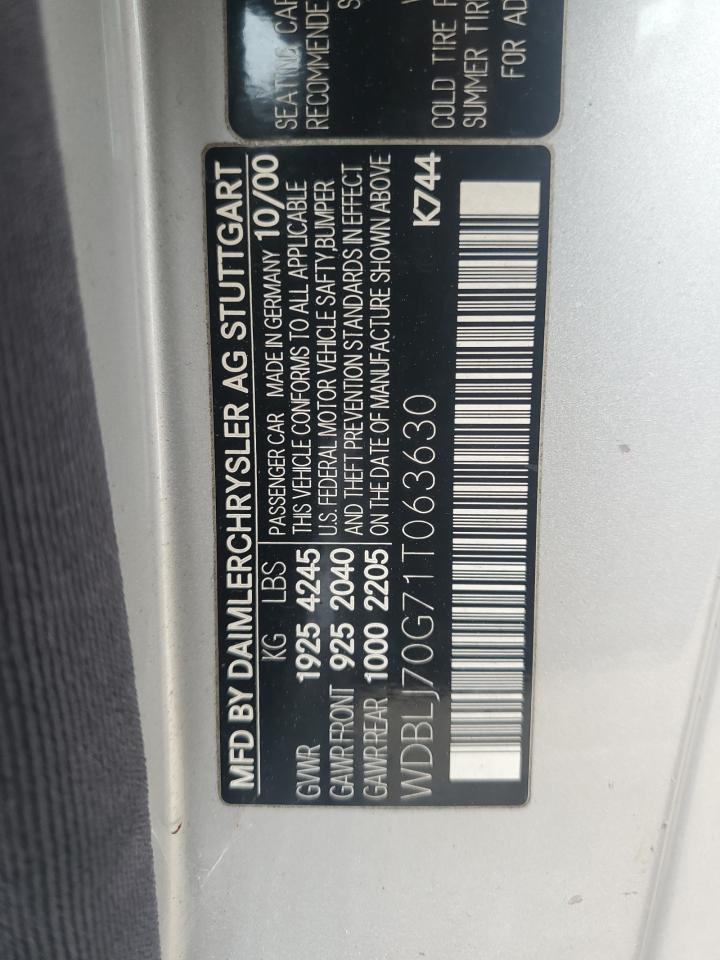 MFD BY DAIMLERCHRYSLER AG STUTTGART
KG LBS PASSENGER CAR MADE IN GERMANY 10/00
GVWR 1925 4245 THIS VEHICLE CONFORMS TO ALL APPLICABLE
GAWR FRONT 925 2040 U.S. FEDERAL MOTOR VEHICLE SAFTY,BUMPER
GAWR REAR 1000 2205 AND THEFT PREVENTION STANDARDS IN EFFECT
ON THE DATE OF MANUFACTURE SHOWN ABOVE
WDBLJ70G71T063630 K744
SEATING CAP
RECOMMENDE
COLD TIRE P
SUMMER TIR
FOR AD